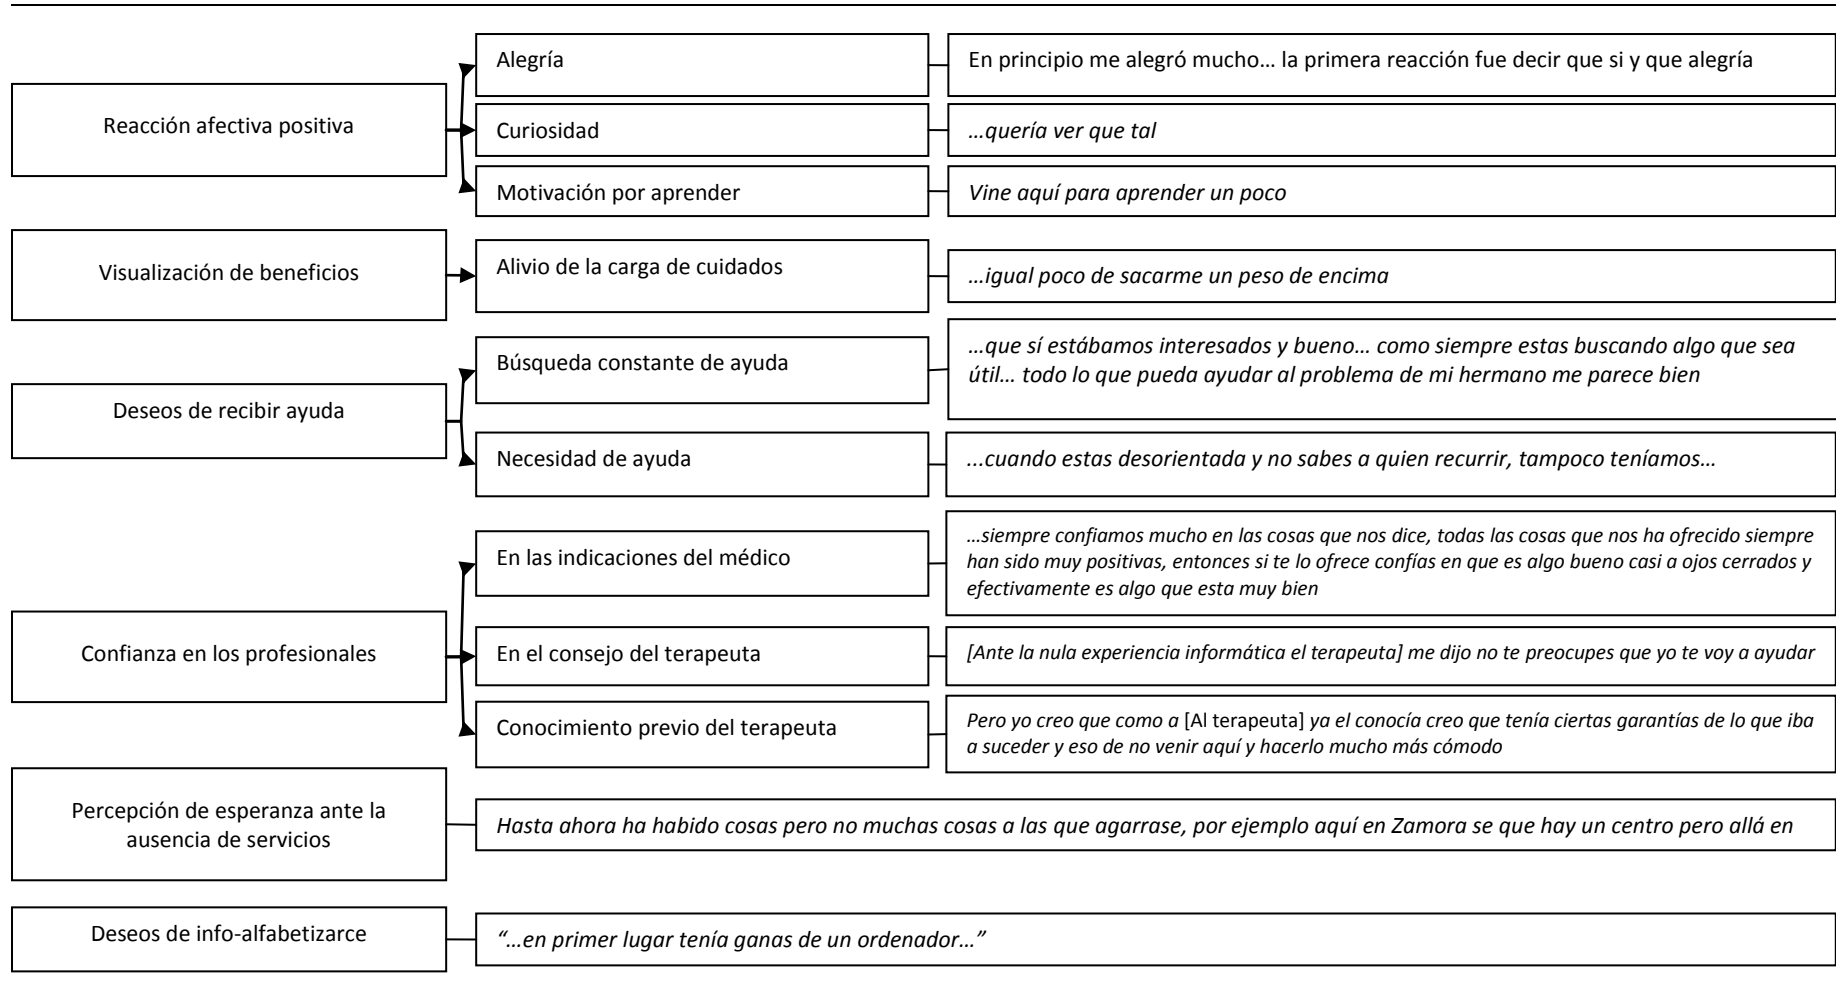 Reacción afectiva positiva
Alegría
En principio me alegró mucho… la primera reacción fue decir que si y que alegría
Curiosidad
…quería ver que tal
Motivación por aprender
Vine aquí para aprender un poco
Visualización de beneficios
Alivio de la carga de cuidados
…igual poco de sacarme un peso de encima
Deseos de recibir ayuda
Búsqueda constante de ayuda
…que sí estábamos interesados y bueno… como siempre estas buscando algo que sea
útil… todo lo que pueda ayudar al problema de mi hermano me parece bien
Necesidad de ayuda
...cuando estas desorientada y no sabes a quien recurrir, tampoco teníamos…
Confianza en los profesionales
En las indicaciones del médico
…siempre confiamos mucho en las cosas que nos dice, todas las cosas que nos ha ofrecido siempre
han sido muy positivas, entonces si te lo ofrece confías en que es algo bueno casi a ojos cerrados y
efectivamente es algo que esta muy bien
En el consejo del terapeuta
[Ante la nula experiencia informática el terapeuta] me dijo no te preocupes que yo te voy a ayudar
Conocimiento previo del terapeuta
Pero yo creo que como a [Al terapeuta] ya el conocía creo que tenía ciertas garantías de lo que iba
a suceder y eso de no venir aquí y hacerlo mucho más cómodo
Percepción de esperanza ante la
ausencia de servicios
Hasta ahora ha habido cosas pero no muchas cosas a las que agarrase, por ejemplo aquí en Zamora se que hay un centro pero allá en
Deseos de info-alfabetizarce
“…en primer lugar tenía ganas de un ordenador…”